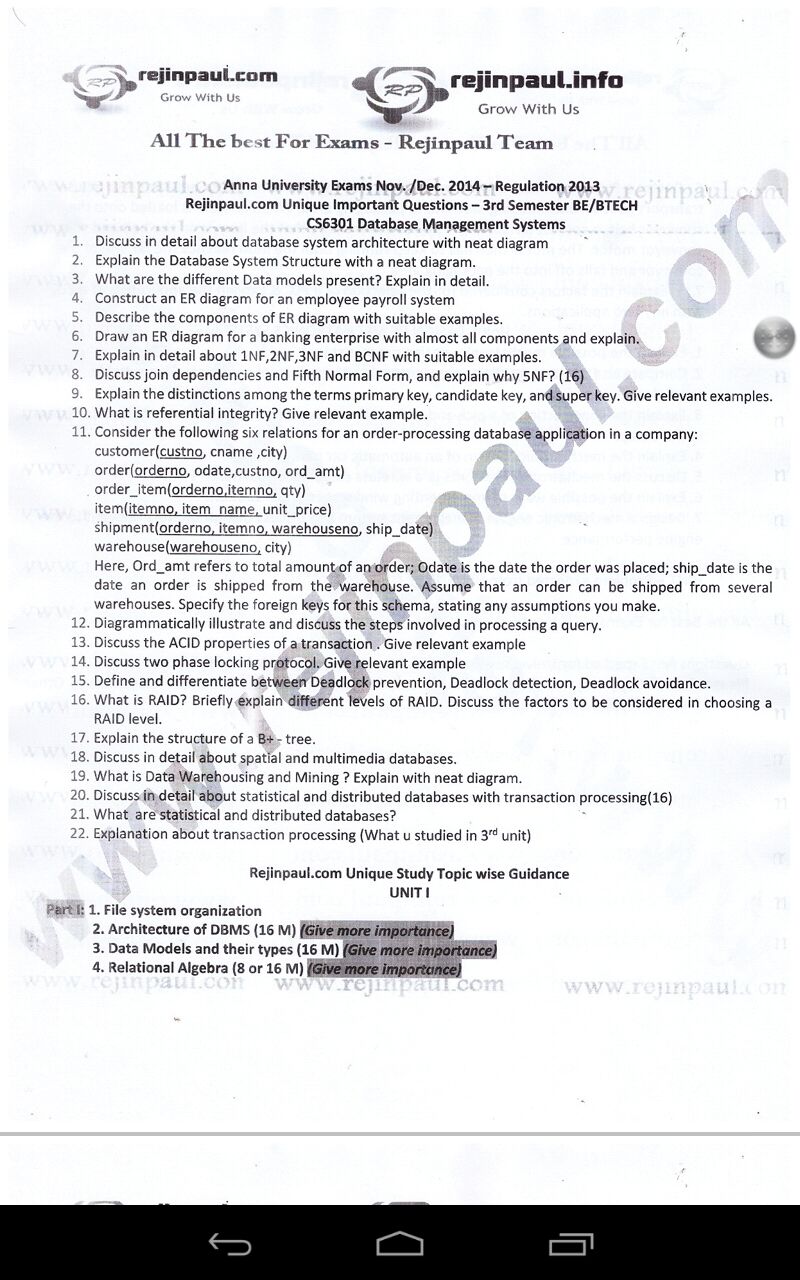 rejinpaul.com
Grow With Us
rejinpaul.info
Grow With Us
All The best For Exams - Rejinpaul Team
Anna University Exams Nov. /Dec. 2014 – Regulation 2013
Rejinpaul.com Unique Important Questions – 3rd Semester BE/BTECH
CS6301 Database Management Systems
1. Discuss in detail about database system architecture with neat diagram
2. Explain the Database System Structure with a neat diagram.
3. What are the different Data models present? Explain in detail.
4. Construct an ER diagram for an employee payroll system
5. Describe the components of ER diagram with suitable examples.
6. Draw an ER diagram for a banking enterprise with almost all components and explain.
7. Explain in detail about 1NF,2NF,3NF and BCNF with suitable examples.
8. Discuss join dependencies and Fifth Normal Form, and explain why 5NF? (16)
9. Explain the distinctions among the terms primary key, candidate key, and super key. Give relevant examples.
10. What is referential integrity? Give relevant example.
11. Consider the following six relations for an order-processing database application in a company:
customer(custno, cname ,city)
order(orderno, odate,custno, ord_amt)
order_item(orderno,itemno, qty)
item(itemno, item_name, unit_price)
shipment(orderno, itemno, warehouseno, ship_date)
warehouse(warehouseno, city)
Here, Ord_amt refers to total amount of an order; Odate is the date the order was placed; ship_date is the
date an order is shipped from the warehouse. Assume that an order can be shipped from several
warehouses. Specify the foreign keys for this schema, stating any assumptions you make.
12. Diagrammatically illustrate and discuss the steps involved in processing a query.
13. Discuss the ACID properties of a transaction . Give relevant example
14. Discuss two phase locking protocol. Give relevant example
15. Define and differentiate between Deadlock prevention, Deadlock detection, Deadlock avoidance.
16. What is RAID? Briefly explain different levels of RAID. Discuss the factors to be considered in choosing a
RAID level.
17. Explain the structure of a B+ - tree.
18. Discuss in detail about spatial and multimedia databases.
19. What is Data Warehousing and Mining ? Explain with neat diagram.
20. Discuss in detail about statistical and distributed databases with transaction processing(16)
21. What are statistical and distributed databases?
22. Explanation about transaction processing (What u studied in 3rd unit)
Rejinpaul.com Unique Study Topic wise Guidance
UNIT I
Part I: 1. File system organization
2. Architecture of DBMS (16 M) (Give more importance)
3. Data Models and their types (16 M) (Give more importance)
4. Relational Algebra (8 or 16 M) (Give more importance)
www.rejinpaul.com
www.rejinpaul.com